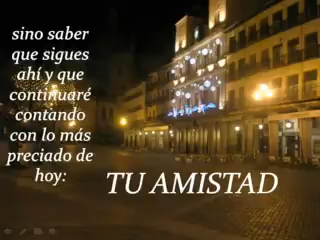 sino saber
que sigues
ahí y que
continuaré
contando
con lo más
preciado de
hoy:
TU AMISTAD